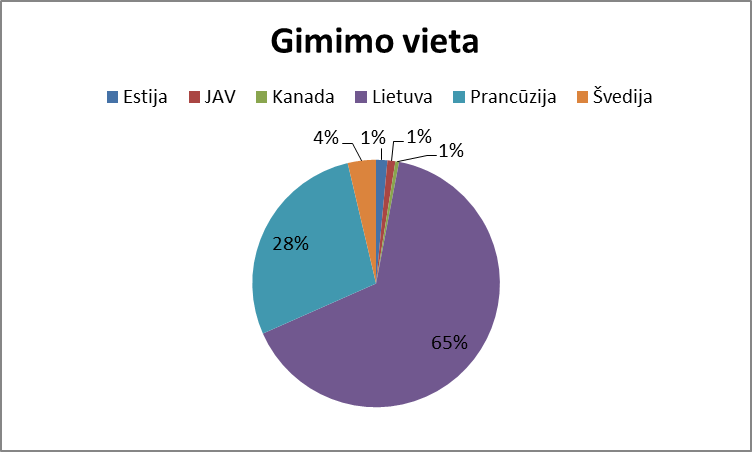 Gimimo vieta
Estija JAV Kanada Lietuva Prancūzija Švedija
4% 1% 1%
1%
28%
65%